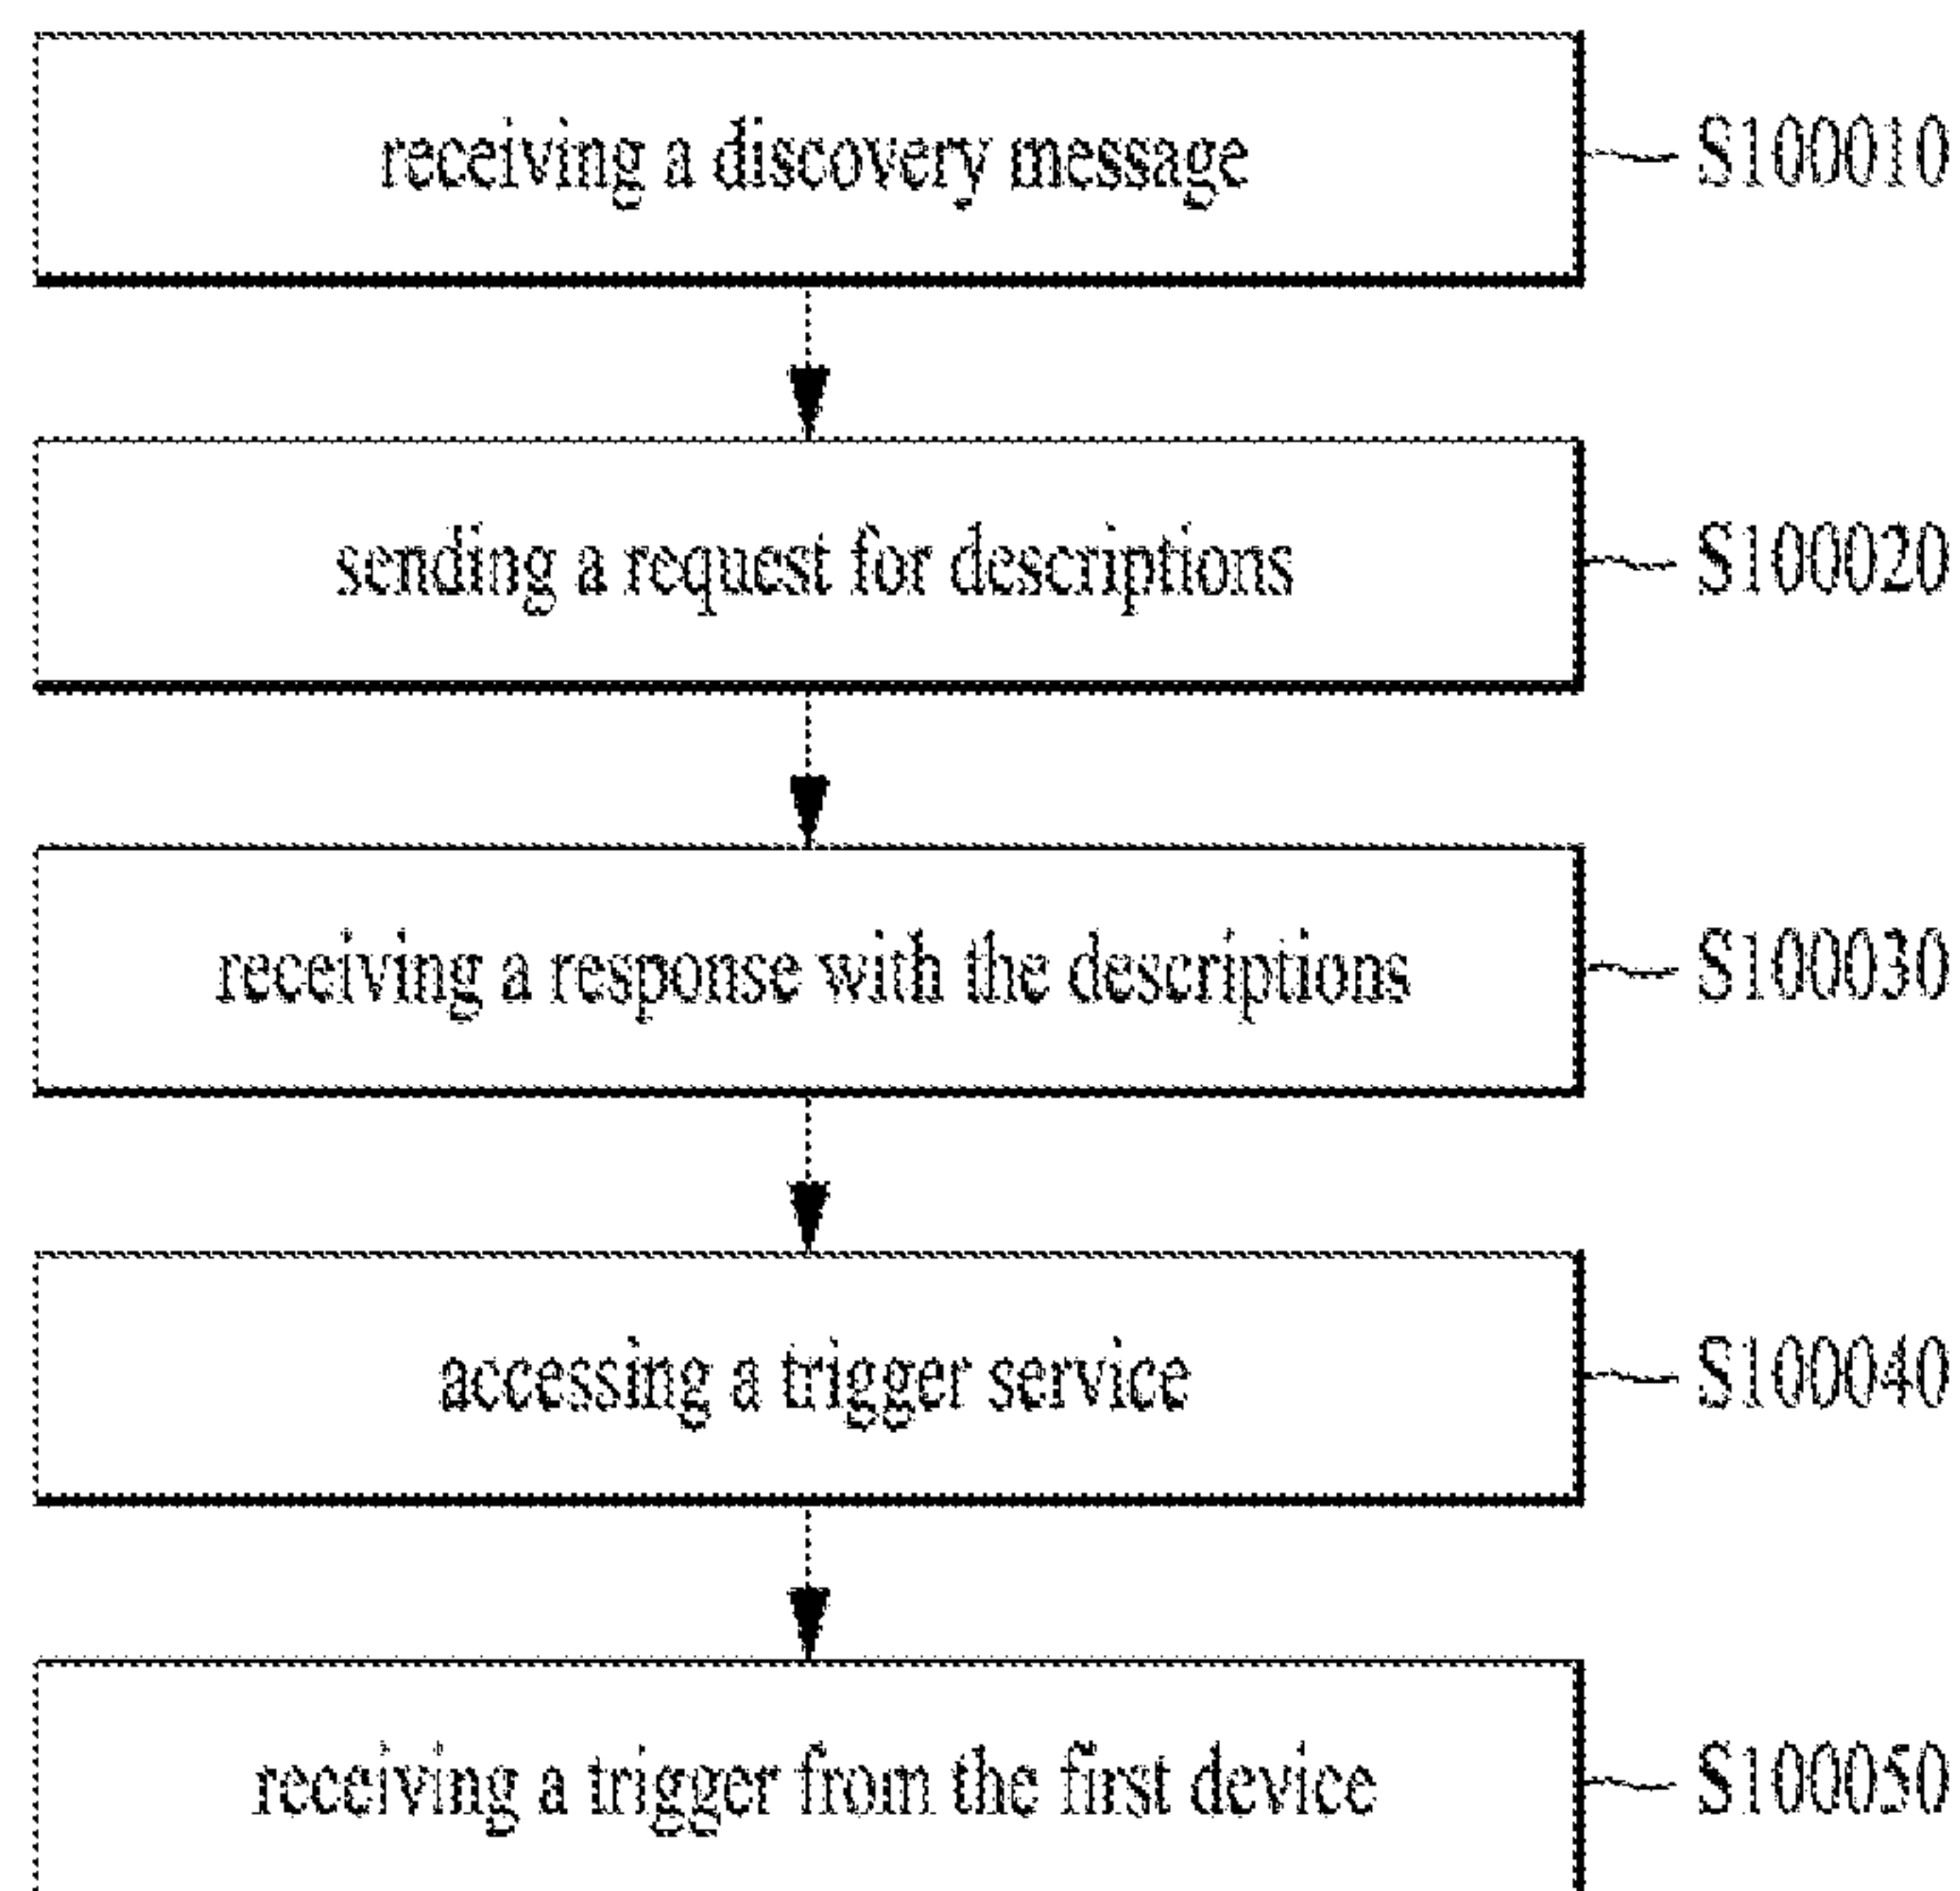 receiving a discovery message
S100010
sending a request for descriptions
S100020
receiving a response with the descriptions
S100030
accessing a trigger service
S100040
receiving a trigger from the first device
S100050